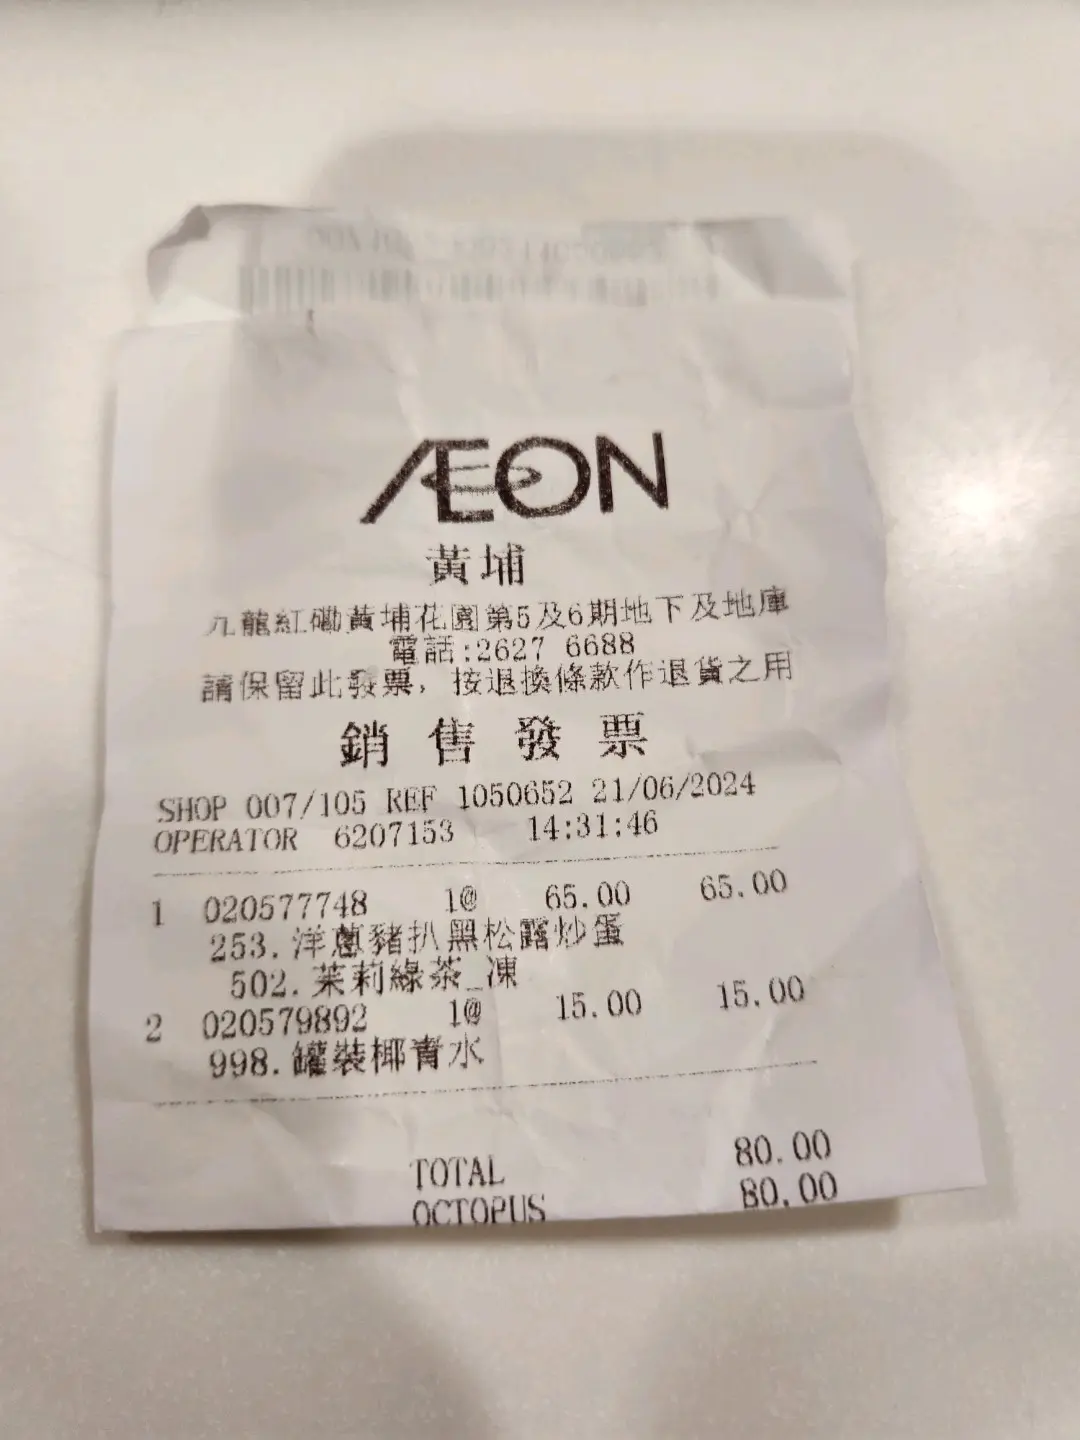 ÆON
黃埔
九龍紅磡黃埔花園第5及6期地下及地庫
電話:2627 6688
請保留此發票, 按退換條款作退貨之用
銷售發票
SHOP 007/105 REF 1050652 21/06/2024
OPERATOR 6207153 14:31:46
1 020577748 1@ 65.00 65.00
253.洋蔥豬扒黑松露炒蛋
502.茉莉綠茶_凍
2 020579892 1@ 15.00 15.00
998.罐裝椰青水
TOTAL 80.00
OCTOPUS 80.00